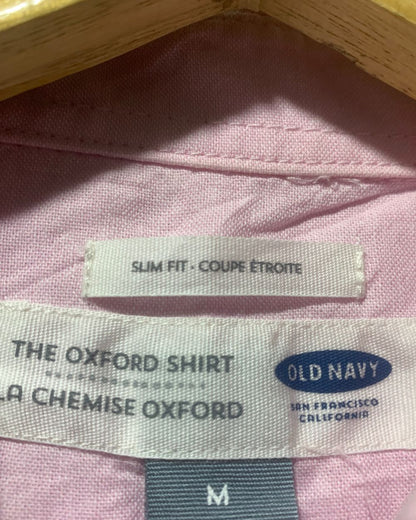 SLIM FIT · COUPE ÉTROITE
THE OXFORD SHIRT
LA CHEMISE OXFORD
OLD NAVY
SAN FRANCISCO
CALIFORNIA
M